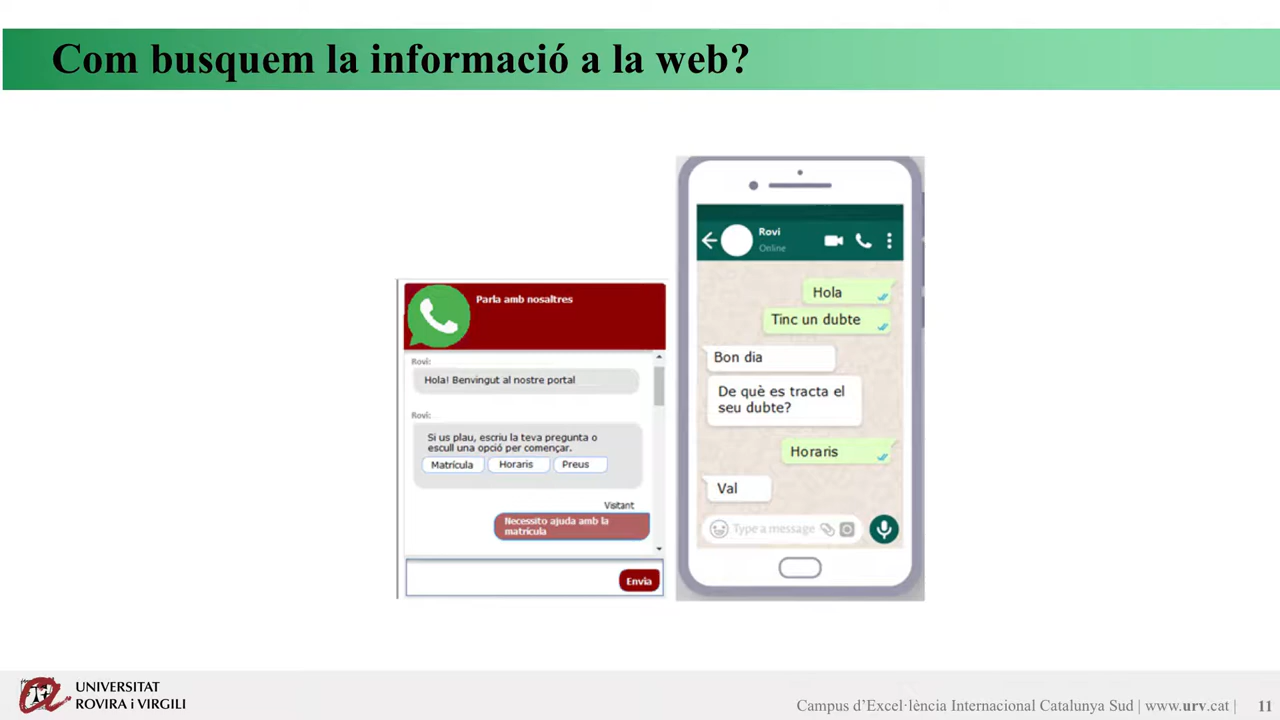 Com busquem la informació a la web?
Parla amb nosaltres
Rovi:
Hola! Benvingut al nostre portal
Rovi:
Si us plau, escriu la teva pregunta o
escull una opció per començar.
Matrícula Horaris Preus
Visitant
Necessito ajuda amb la
matrícula
Envia
Rovi
Online
Hola
Tinc un dubte
Bon dia
De què es tracta el
seu dubte?
Horaris
Val
Type a message
UNIVERSITAT
ROVIRA i VIRGILI
Campus d’Excel·lència Internacional Catalunya Sud | www.urv.cat | 11